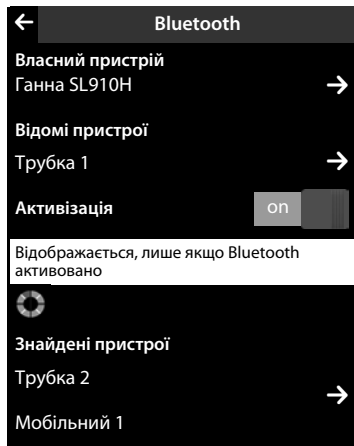 Bluetooth
Власний пристрій
Ганна SL910H
Відомі пристрої
Трубка 1
Активізація
on
Відображається, лише якщо Bluetooth
активовано
Знайдені пристрої
Трубка 2
Мобільний 1